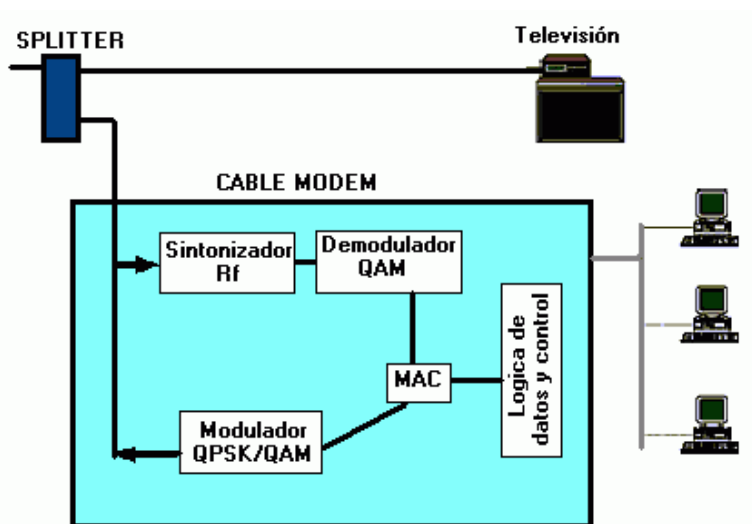 SPLITTER
Televisión
CABLE MODEM
Sintonizador
Rf
Demodulador
QAM
MAC
Logica de
datos y control
Modulador
QPSK/QAM